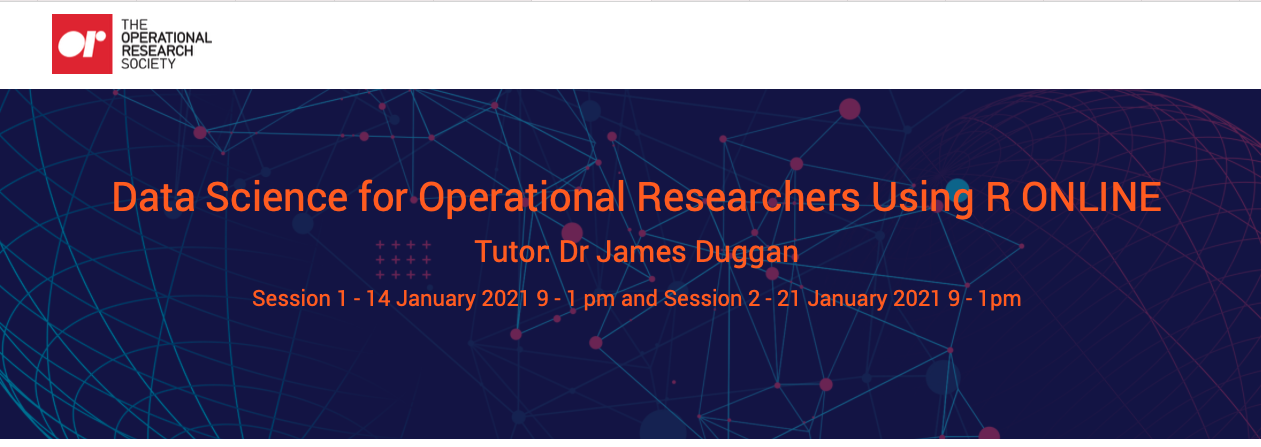 or
THE
OPERATIONAL
RESEARCH
SOCIETY
Data Science for Operational Researchers Using R ONLINE
Tutor: Dr James Duggan
Session 1 - 14 January 2021 9 - 1 pm and Session 2 - 21 January 2021 9 - 1pm